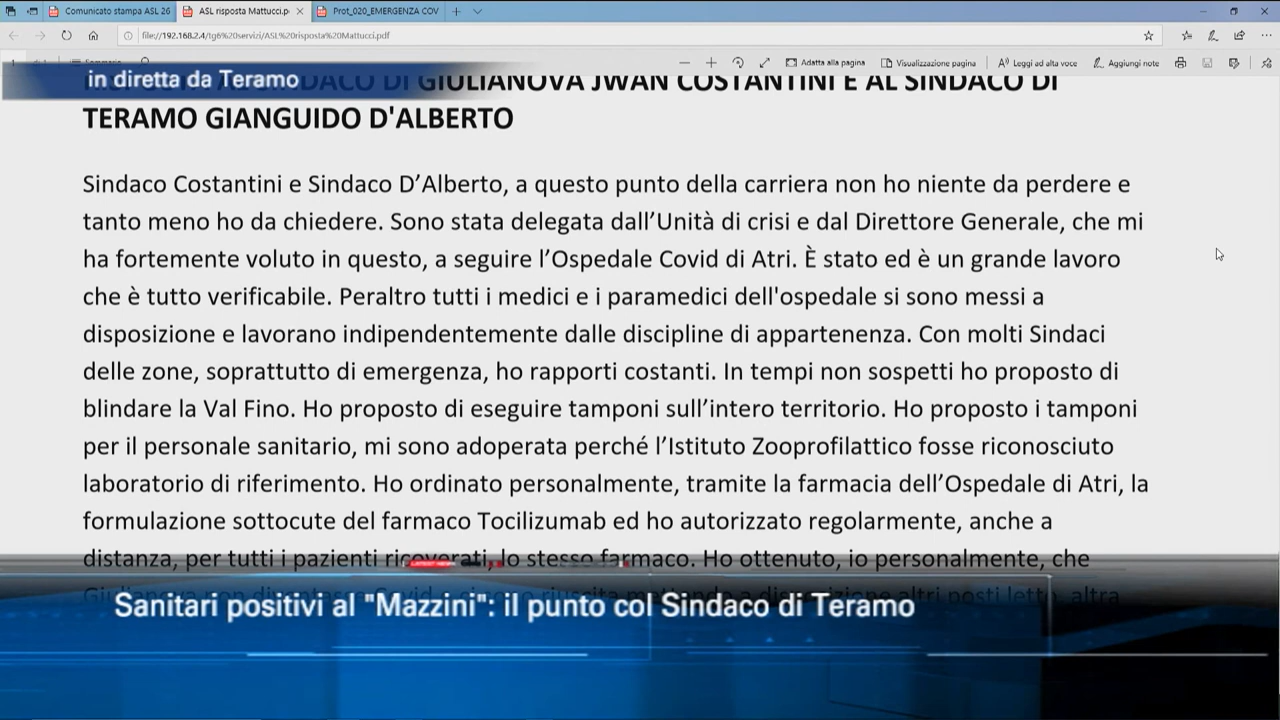 Comunicato stampa ASL 26
ASL risposta Mattucci.p
Prot_020_EMERGENZA COV
file://192.168.2.4/tg6%20servizi/ASL%20risposta%20Mattucci.pdf
Adatta alla pagina
Visualizzazione pagina
Leggi ad alta voce
Aggiungi note
in diretta da Teramo
DI GIULIANOVA JWAN COSTANTINI E AL SINDACO DI
TERAMO GIANGUIDO D'ALBERTO
Sindaco Costantini e Sindaco D’Alberto, a questo punto della carriera non ho niente da perdere e
tanto meno ho da chiedere. Sono stata delegata dall’Unità di crisi e dal Direttore Generale, che mi
ha fortemente voluto in questo, a seguire l’Ospedale Covid di Atri. È stato ed è un grande lavoro
che è tutto verificabile. Peraltro tutti i medici e i paramedici dell'ospedale si sono messi a
disposizione e lavorano indipendentemente dalle discipline di appartenenza. Con molti Sindaci
delle zone, soprattutto di emergenza, ho rapporti costanti. In tempi non sospetti ho proposto di
blindare la Val Fino. Ho proposto di eseguire tamponi sull’intero territorio. Ho proposto i tamponi
per il personale sanitario, mi sono adoperata perché l’Istituto Zooprofilattico fosse riconosciuto
laboratorio di riferimento. Ho ordinato personalmente, tramite la farmacia dell’Ospedale di Atri, la
formulazione sottocute del farmaco Tocilizumab ed ho autorizzato regolarmente, anche a
distanza, per tutti i pazienti ricoverati, lo stesso farmaco. Ho ottenuto, io personalmente, che
altri posti letto, altra
Sanitari positivi al "Mazzini": il punto col Sindaco di Teramo